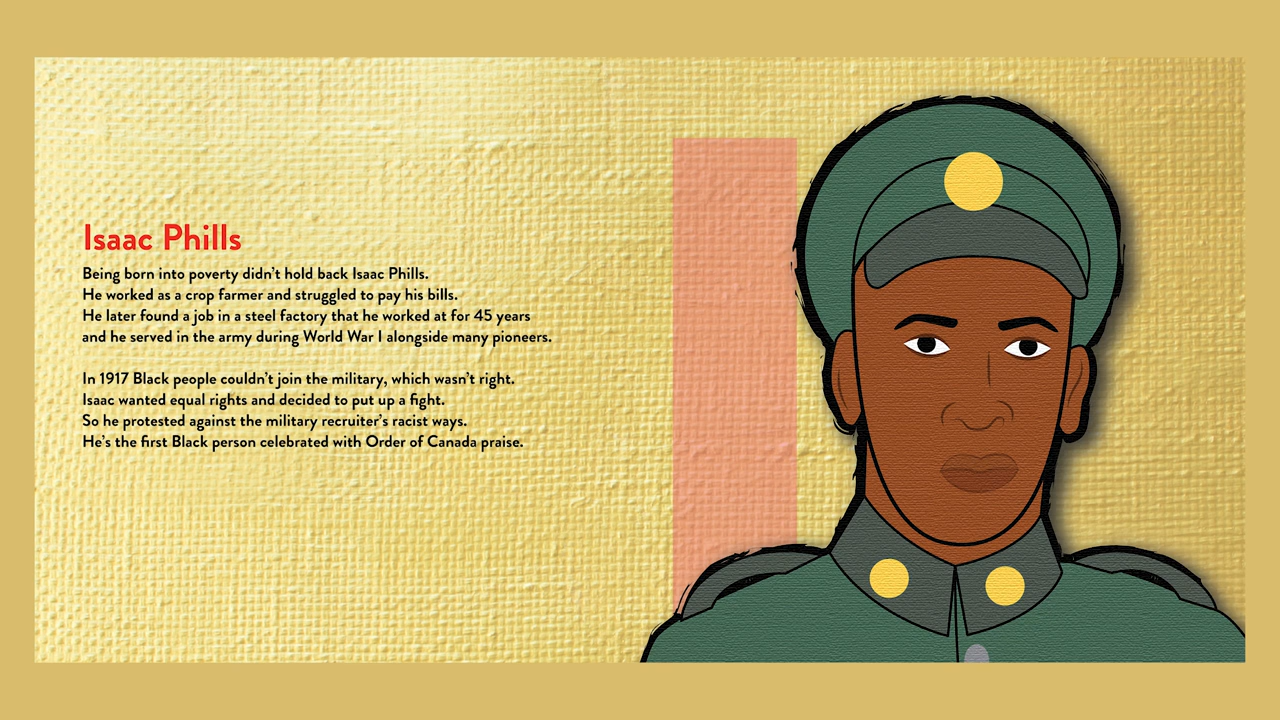 Isaac Phills
Being born into poverty didn’t hold back Isaac Phills.
He worked as a crop farmer and struggled to pay his bills.
He later found a job in a steel factory that he worked at for 45 years
and he served in the army during World War I alongside many pioneers.
In 1917 Black people couldn’t join the military, which wasn’t right.
Isaac wanted equal rights and decided to put up a fight.
So he protested against the military recruiter’s racist ways.
He’s the first Black person celebrated with Order of Canada praise.